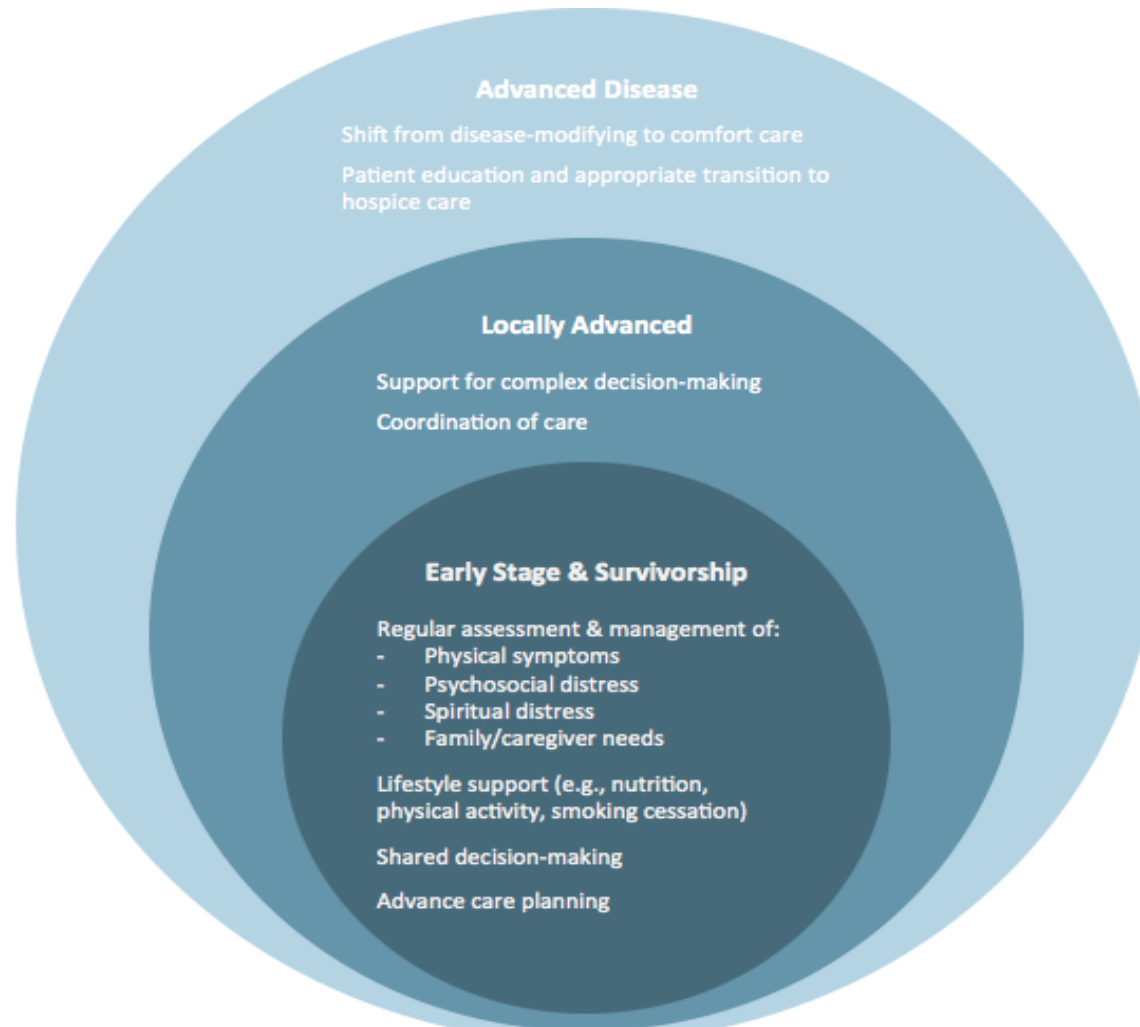 Advanced Disease
Shift from disease-modifying to comfort care
Patient education and appropriate transition to
hospice care
Locally Advanced
Support for complex decision-making
Coordination of care
Early Stage & Survivorship
Regular assessment & management of:
- Physical symptoms
- Psychosocial distress
- Spiritual distress
- Family/caregiver needs
Lifestyle support (e.g., nutrition,
physical activity, smoking cessation)
Shared decision-making
Advance care planning